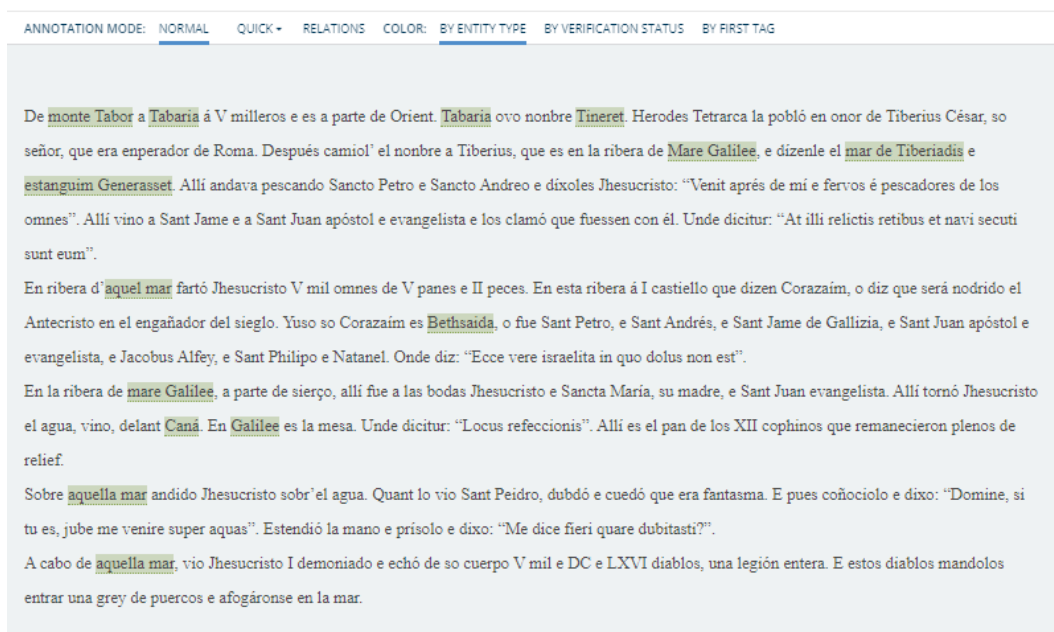 ANNOTATION MODE: NORMAL QUICK RELATIONS COLOR: BY ENTITY TYPE BY VERIFICATION STATUS BY FIRST TAG
De monte Tabor a Tabaria á V milleros e es a parte de Orient. Tabaria ovo nonbre Tineret. Herodes Tetrarca la pobló en onor de Tiberius César, so
señor, que era enperador de Roma. Después camiol' el nonbre a Tiberius, que es en la ribera de Mare Galilee, e dízenle el mar de Tiberiadis e
estanguim Generasset. Allí andava pescando Sancto Petro e Sancto Andreo e díxoles Jhesucristo: “Venit aprés de mí e fervos é pescadores de los
omnes”. Allí vino a Sant Jame e a Sant Juan apóstol e evangelista e los clamó que fuessen con él. Unde dicitur: “At illi relictis retibus et navi secuti
sunt eum”.
En ribera d’aquel mar fartó Jhesucristo V mil omnes de V panes e II peces. En esta ribera á I castiello que dizen Corazaím, o diz que será nodrido el
Antecristo en el engañador del sieglo. Yuso so Corazaím es Bethsaida, o fue Sant Petro, e Sant Andrés, e Sant Jame de Gallizia, e Sant Juan apóstol e
evangelista, e Jacobus Alfey, e Sant Philipo e Natanel. Onde diz: “Ecce vere israelita in quo dolus non est”.
En la ribera de mare Galilee, a parte de sierço, allí fue a las bodas Jhesucristo e Sancta María, su madre, e Sant Juan evangelista. Allí tornó Jhesucristo
el agua, vino, delant Caná. En Galilee es la mesa. Unde dicitur: “Locus refeccionis”. Allí es el pan de los XII cophinos que remanecieron plenos de
relief.
Sobre aquella mar andido Jhesucristo sobr'el agua. Quant lo vio Sant Peidro, dubdó e cuedó que era fantasma. E pues coñociolo e dixo: “Domine, si
tu es, jube me venire super aquas”. Estendió la mano e prísolo e dixo: “Me dice fieri quare dubitasti?”.
A cabo de aquella mar, vio Jhesucristo I demoniado e echó de so cuerpo V mil e DC e LXVI diablos, una legión entera. E estos diablos mandolos
entrar una grey de puercos e afogáronse en la mar.